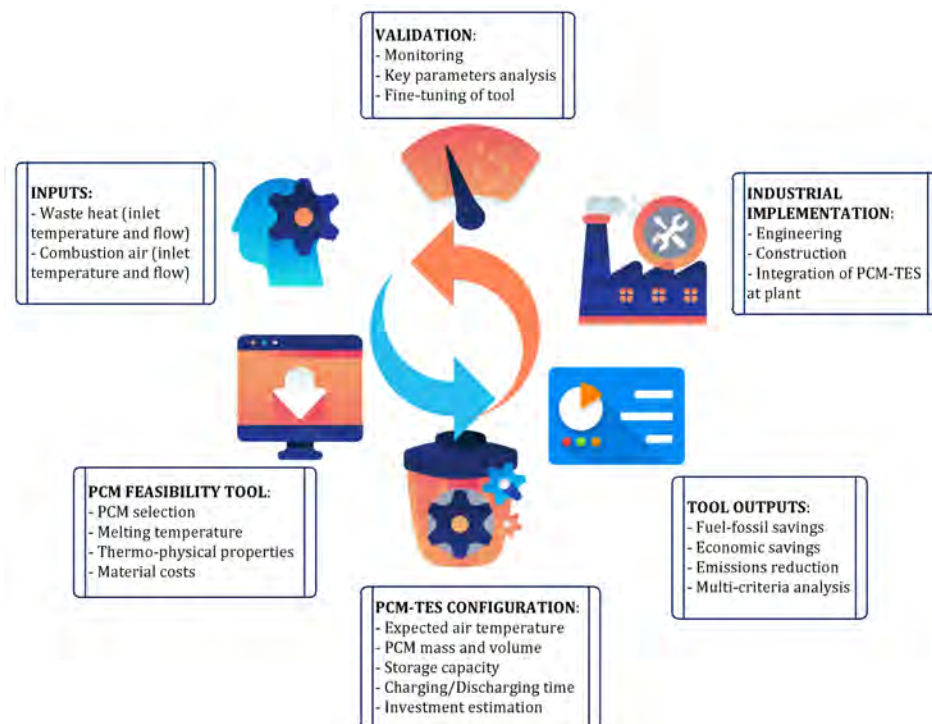 VALIDATION:
- Monitoring
- Key parameters analysis
- Fine-tuning of tool
INPUTS:
- Waste heat (inlet
temperature and flow)
- Combustion air (inlet
temperature and flow)
INDUSTRIAL
IMPLEMENTATION:
- Engineering
- Construction
- Integration of PCM-TES
at plant
PCM FEASIBILITY TOOL:
- PCM selection
- Melting temperature
- Thermo-physical properties
- Material costs
TOOL OUTPUTS:
- Fuel-fossil savings
- Economic savings
- Emissions reduction
- Multi-criteria analysis
PCM-TES CONFIGURATION:
- Expected air temperature
- PCM mass and volume
- Storage capacity
- Charging/Discharging time
- Investment estimation